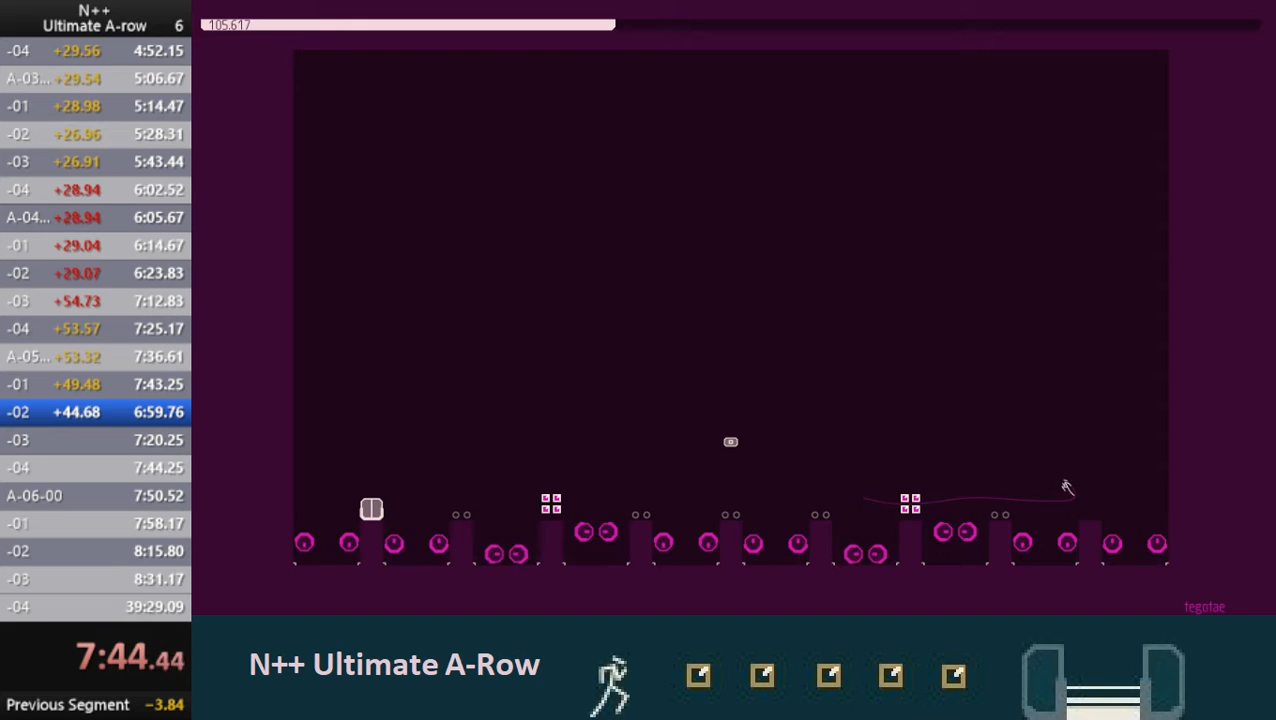 N++
Ultimate A-row 6
-04 +29.56 4:52.15
A-03... +29.54 5:06.67
-01 +28.98 5:14.47
-02 +26.96 5:28.31
-03 +26.91 5:43.44
-04 +28.94 6:02.52
A-04... +28.94 6:05.67
-01 +29.04 6:14.67
-02 +29.07 6:23.83
-03 +54.73 7:12.83
-04 +53.57 7:25.17
A-05... +53.32 7:36.61
-01 +49.48 7:43.25
-02 +44.68 6:59.76
-03 7:20.25
-04 7:44.25
A-06-00 7:50.52
-01 7:58.17
-02 8:15.80
-03 8:31.17
-04 39:29.09
7:44.44
Previous Segment -3.84
105.617
fegofae
N++ Ultimate A-Row